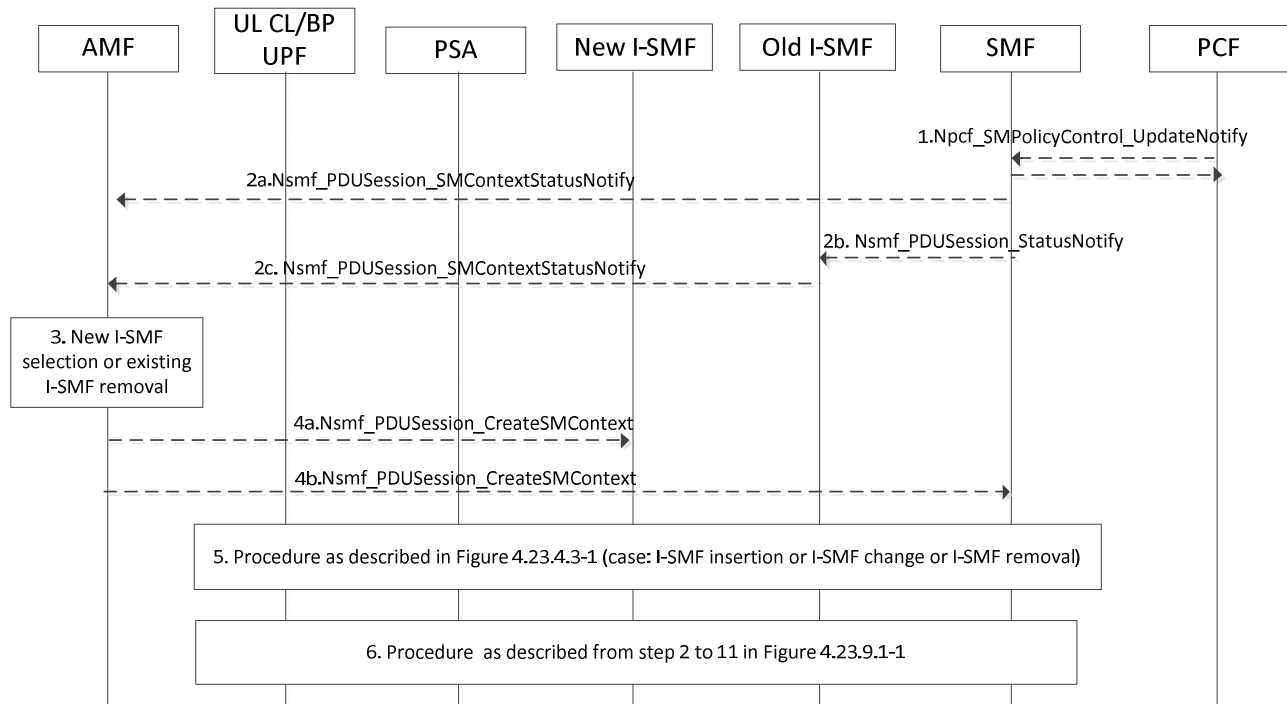 AMF
UL CL/BP
UPF
PSA
New I-SMF
Old I-SMF
SMF
PCF
1.Npcf_SMPolicyControl_UpdateNotify
2a.Nsmf_PDUSession_SMContextStatusNotify
2b. Nsmf_PDUSession_StatusNotify
2c. Nsmf_PDUSession_SMContextStatusNotify
3. New I-SMF
selection or existing
I-SMF removal
4a.Nsmf_PDUSession_CreateSMContext
4b.Nsmf_PDUSession_CreateSMContext
5. Procedure as described in Figure 4.23.4.3-1 (case: I-SMF insertion or I-SMF change or I-SMF removal)
6. Procedure as described from step 2 to 11 in Figure 4.23.9.1-1